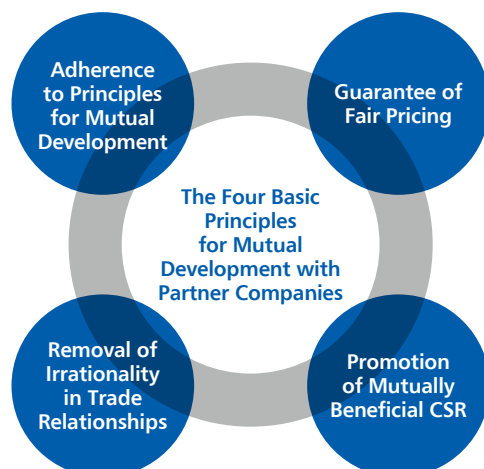 Adherence
to Principles
for Mutual
Development
Guarantee of
Fair Pricing
The Four Basic
Principles
for Mutual
Development with
Partner Companies
Removal of
Irrationality
in Trade
Relationships
Promotion
of Mutually
Beneficial CSR